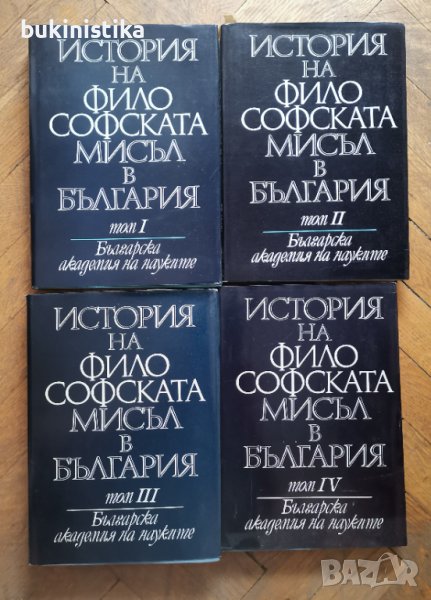 bukinistika
ИСТОРИЯ
НА
ФИЛО
СОФСКАТА
МИСЪЛ
В
БЪЛГАРИЯ
том I
Българска
академия на науките
ИСТОРИЯ
НА
ФИЛО
СОФСКАТА
МИСЪЛ
В
БЪЛГАРИЯ
том II
Българска
академия на науките
ИСТОРИЯ
НА
ФИЛО
СОФСКАТА
МИСЪЛ
В
БЪЛГАРИЯ
том III
Българска
академия на науките
ИСТОРИЯ
НА
ФИЛО
СОФСКАТА
МИСЪЛ
В
БЪЛГАРИЯ
том IV
Българска
академия на науките
BAZAR